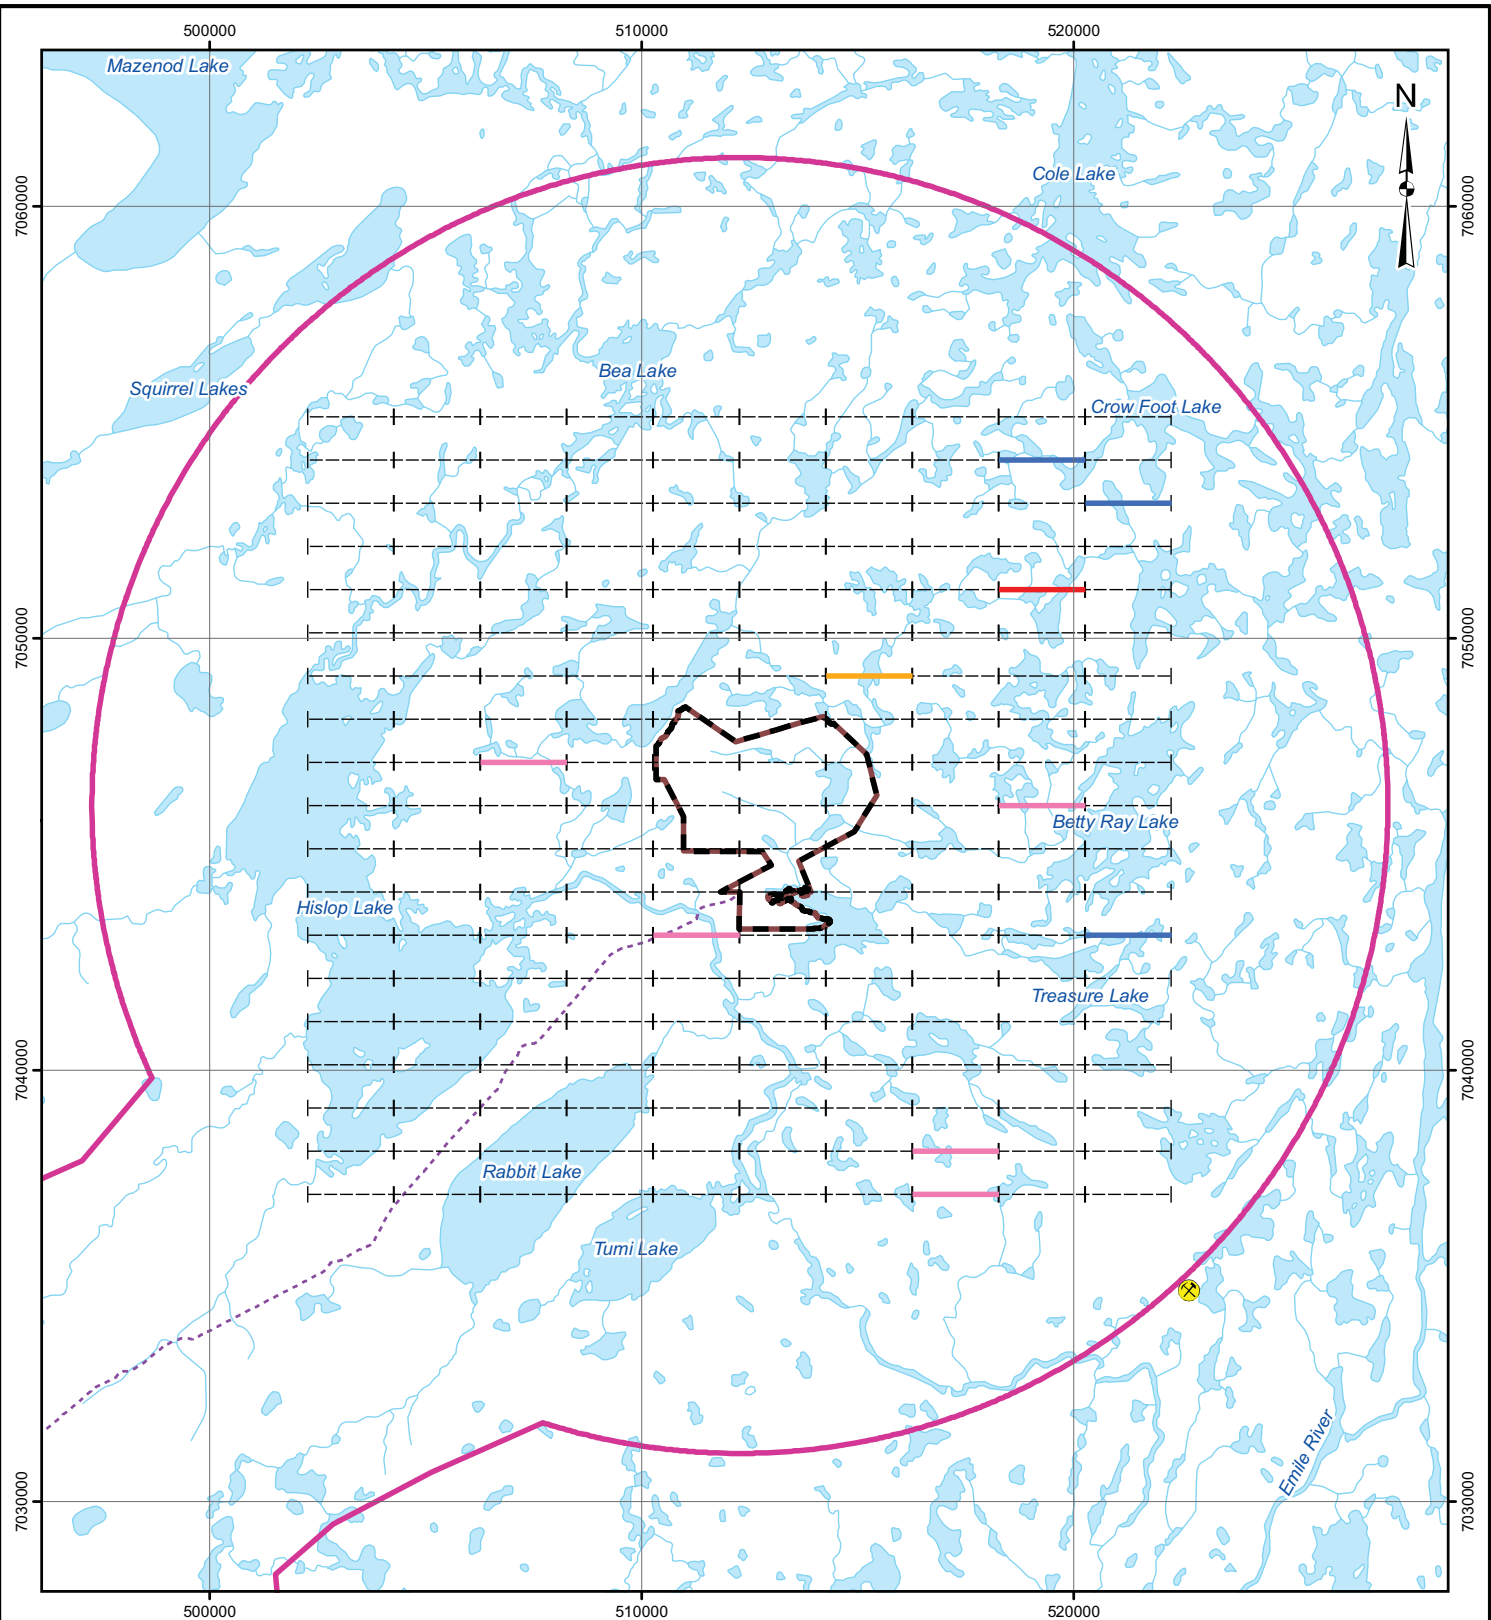 500000 510000 520000
Mazenod Lake
N
Cole Lake
7060000 7060000
Bea Lake
Squirrel Lakes
Crow Foot Lake
7050000 7050000
Betty Ray Lake
Hislop Lake
Treasure Lake
7040000 7040000
Rabbit Lake
Tumi Lake
Emile River
7030000 7030000
500000 510000 520000